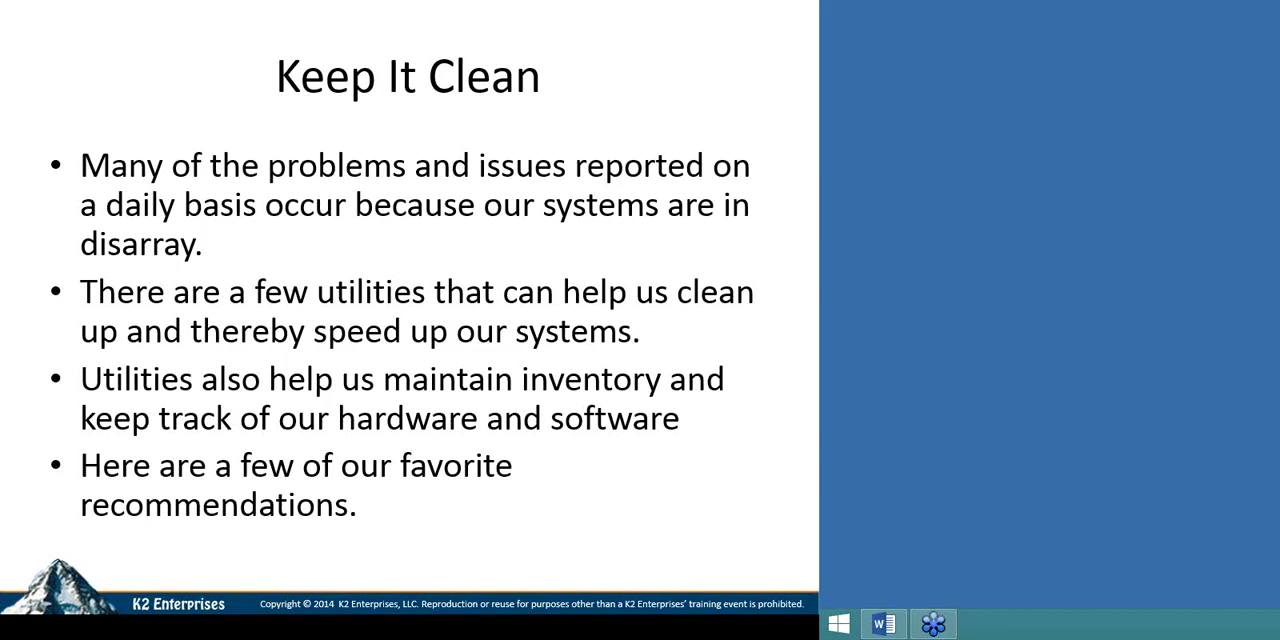 Keep It Clean
• Many of the problems and issues reported on
a daily basis occur because our systems are in
disarray.
• There are a few utilities that can help us clean
up and thereby speed up our systems.
• Utilities also help us maintain inventory and
keep track of our hardware and software
• Here are a few of our favorite
recommendations.
K2 Enterprises
Copyright © 2014 K2 Enterprises, LLC. Reproduction or reuse for purposes other than a K2 Enterprises' training event is prohibited.
W